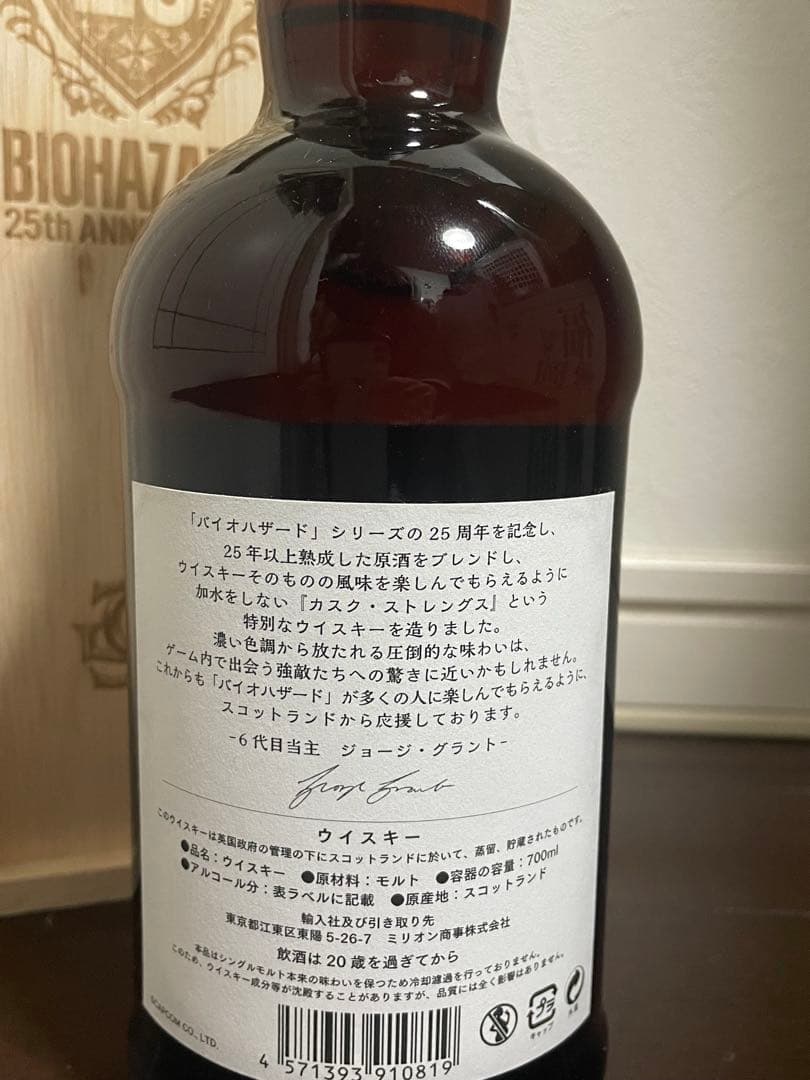 BIOHAZA
25th ANN
「バイオハザード」シリーズの25周年を記念し、
25年以上熟成した原酒をブレンドし、
ウイスキーそのものの風味を楽しんでもらえるように
加水をしない『カスク・ストレングス』という
特別なウイスキーを造りました。
濃い色調から放たれる圧倒的な味わいは、
ゲーム内で出会う強敵たちへの驚きに近いかもしれません。
これからも「バイオハザード」が多くの人に楽しんでもらえるように、
スコットランドから応援しております。
-6代目当主 ジョージ・グラント-
ウイスキー
このウイスキーは英国政府の管理の下にスコットランドに於いて、蒸留、貯蔵されたものです。
●品名:ウイスキー ●原材料:モルト ●容器の容量:700ml
●アルコール分:表ラベルに記載 ●原産地:スコットランド
輸入社及び引き取り先
東京都江東区東陽5-26-7 ミリオン商事株式会社
飲酒は20歳を過ぎてから
本品はシングルモルト本来の味わいを保つため冷却濾過を行っておりません。
このため、ウイスキー成分等が沈殿することがありますが、品質には全く影響はありません。
©CAPCOM CO., LTD.
4 571393 910819
プラ
キャップ